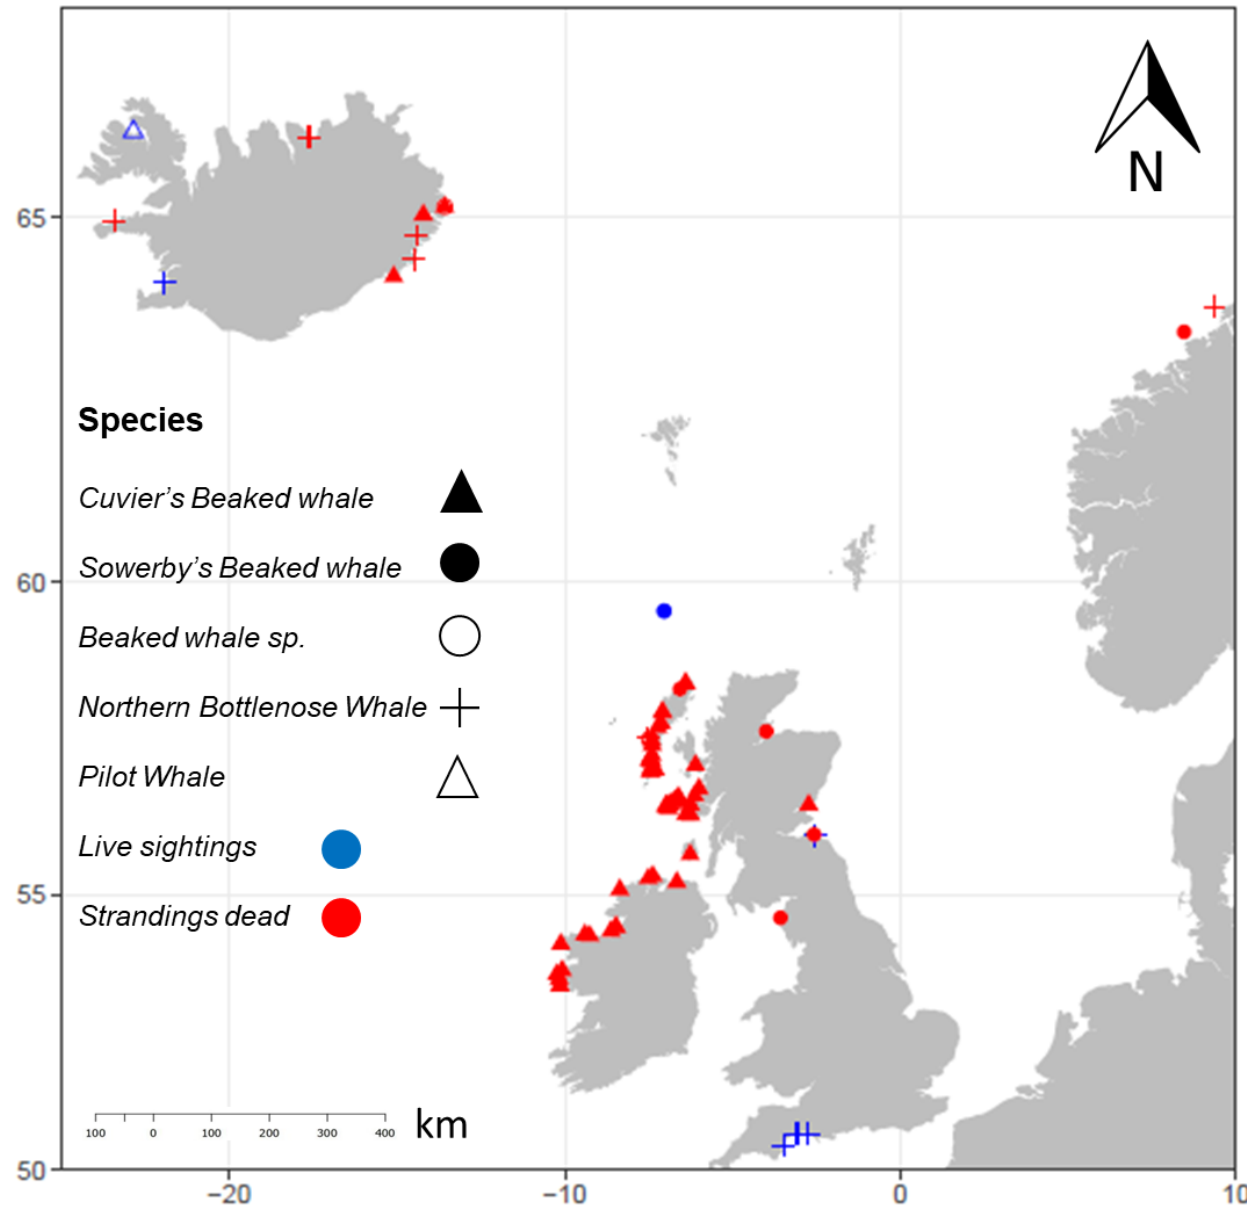 N
65
60
55
50
Species
Cuvier's Beaked whale
Sowerby's Beaked whale
Beaked whale sp.
Northern Bottlenose Whale
Pilot Whale
Live sightings
Strandings dead
100 0 100 200 300 400 km
−20 −10 0 10